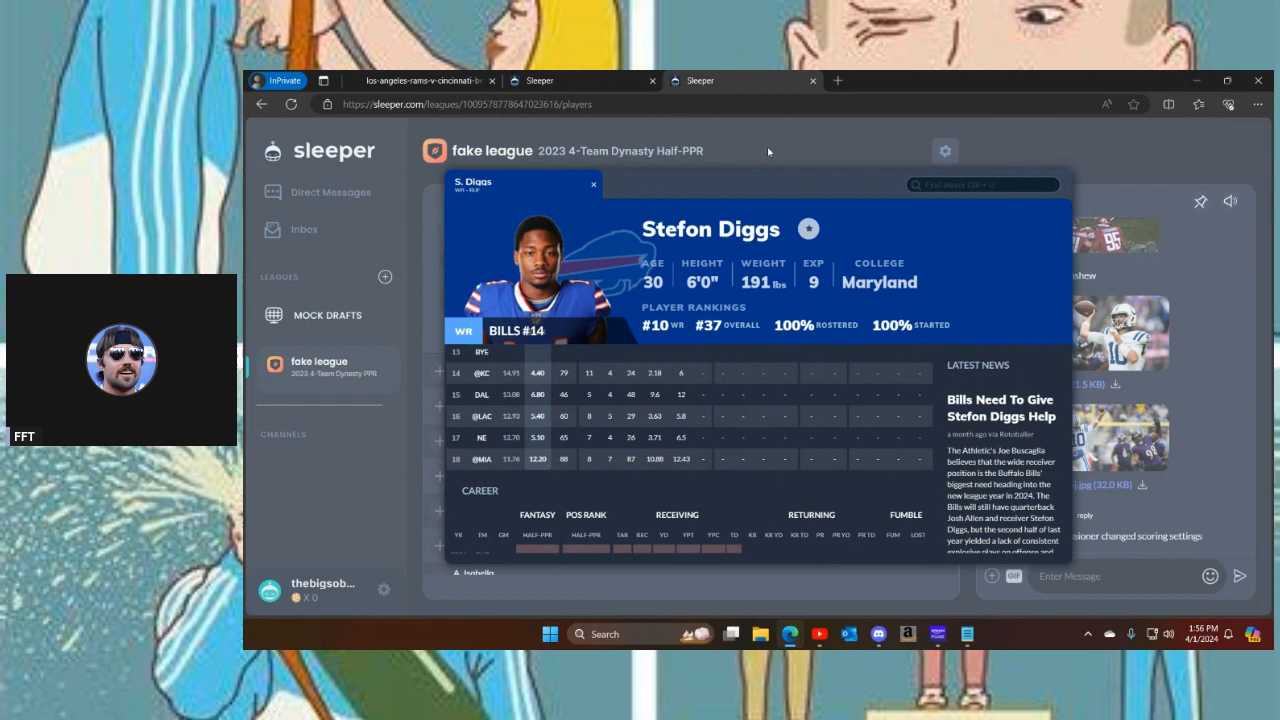 InPrivate
los-angeles-rams-v-cincinnati-be
Sleeper
Sleeper
https://sleeper.com/leagues/1009578778647023616/players
sleeper
fake league 2023 4-Team Dynasty Half-PPR
Direct Messages
Inbox
LEAGUES
MOCK DRAFTS
fake league
2023 4-Team Dynasty PPR
CHANNELS
thebigsob...
X 0
FFT
S. Diggs
WR - BUF
Find player Ctrl + U
Stefon Diggs
AGE HEIGHT WEIGHT EXP COLLEGE
30 6'0" 191 lbs 9 Maryland
PLAYER RANKINGS
#10 WR #37 OVERALL 100% ROSTERED 100% STARTED
WR BILLS #14
13 BYE
14 @KC 14.91 4.40 79 11 4 24 2.18 6 - - - - - - - -
15 DAL 13.08 6.80 46 5 4 48 9.6 12 - - - - - - - -
16 @LAC 12.93 5.40 60 8 5 29 3.63 5.8 - - - - - - - -
17 NE 12.70 5.10 65 7 4 26 3.71 6.5 - - - - - - - -
18 @MIA 11.76 12.20 88 8 7 87 10.88 12.43 - - - - - - - -
CAREER
FANTASY POS RANK RECEIVING RETURNING FUMBLE
YR TM GM HALF-PPR HALF-PPR TAR REC YD YPT YPC TD KR KR YD KR TD PR PR YD PR TD FUM LOST
LATEST NEWS
Bills Need To Give
Stefon Diggs Help
a month ago via Rotoballer
The Athletic's Joe Buscaglia
believes that the wide receiver
position is the Buffalo Bills'
biggest need heading into the
new league year in 2024. The
Bills will still have quarterback
Josh Allen and receiver Stefon
Diggs, but the second half of last
year yielded a lack of consistent
explosive plays on offense and
A. Isabella
shew
1.5 KB)
.jpg (32.0 KB)
reply
sioner changed scoring settings
GIF Enter Message
Search
1:56 PM
4/1/2024